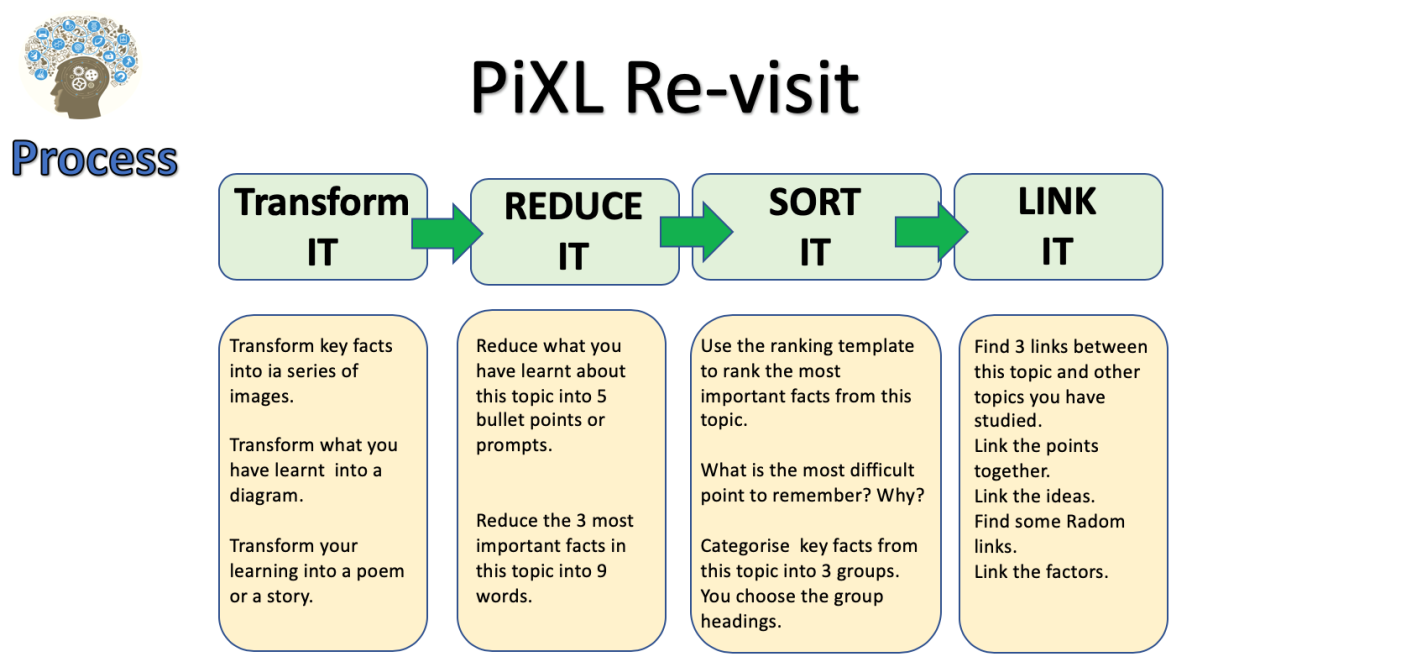 PiXL Re-visit
Process
Transform
IT
REDUCE
IT
SORT
IT
LINK
IT
Transform key facts
into ia series of
images.
Transform what you
have learnt  into a
diagram.
Transform your
learning into a poem
or a story.
Reduce what you
have learnt about
this topic into 5
bullet points or
prompts.
Reduce the 3 most
important facts in
this topic into 9
words.
Use the ranking template
to rank the most
important facts from this
topic.
What is the most difficult
point to remember? Why?
Categorise  key facts from
this topic into 3 groups.
You choose the group
headings.
Find 3 links between
this topic and other
topics you have
studied.
Link the points
together.
Link the ideas.
Find some Radom
links.
Link the factors.